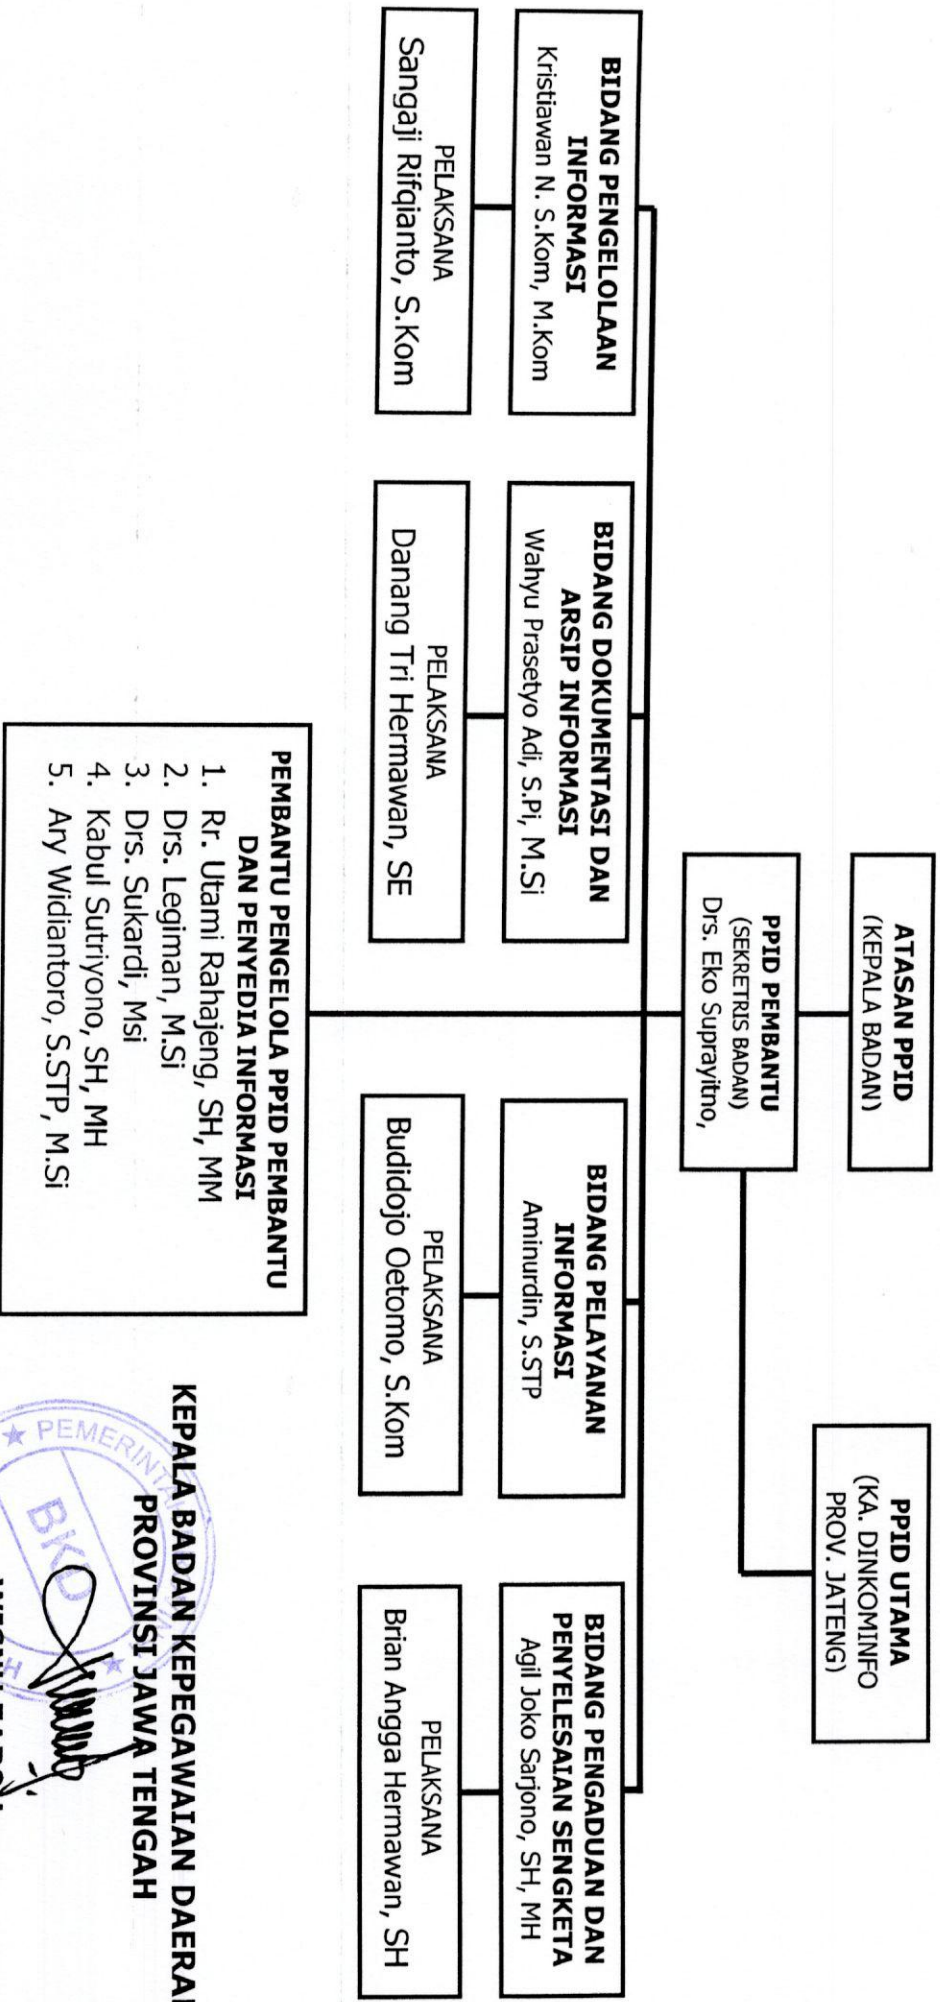 ATASAN PPID
(KEPALA BADAN)
PPID UTAMA
(KA. DINKOMINFO
PROV. JATENG)
PPID PEMBANTU
(SEKRETRIS BADAN)
Drs. Eko Suprayitno,
BIDANG PENGELOLAAN
INFORMASI
Kristiawan N. S.Kom, M.Kom
BIDANG DOKUMENTASI DAN
ARSIP INFORMASI
Wahyu Prasetyo Adi, S.Pi, M.Si
BIDANG PELAYANAN
INFORMASI
Aminurdin, S.STP
BIDANG PENGADUAN DAN
PENYELESAIAN SENGKETA
Agil Joko Sarjono, SH, MH
PELAKSANA
Sangaji Rifqianto, S.Kom
PELAKSANA
Danang Tri Hermawan, SE
PELAKSANA
Budidojo Oetomo, S.Kom
PELAKSANA
Brian Angga Hermawan, SH
PEMBANTU PENGELOLA PPID PEMBANTU
DAN PENYEDIA INFORMASI
1. Rr. Utami Rahajeng, SH, MM
2. Drs. Legiman, M.Si
3. Drs. Sukardi, Msi
4. Kabul Sutriyono, SH, MH
5. Ary Widiantoro, S.STP, M.Si
KEPALA BADAN KEPEGAWAIAN DAERAH
PROVINSI JAWA TENGAH
BKD